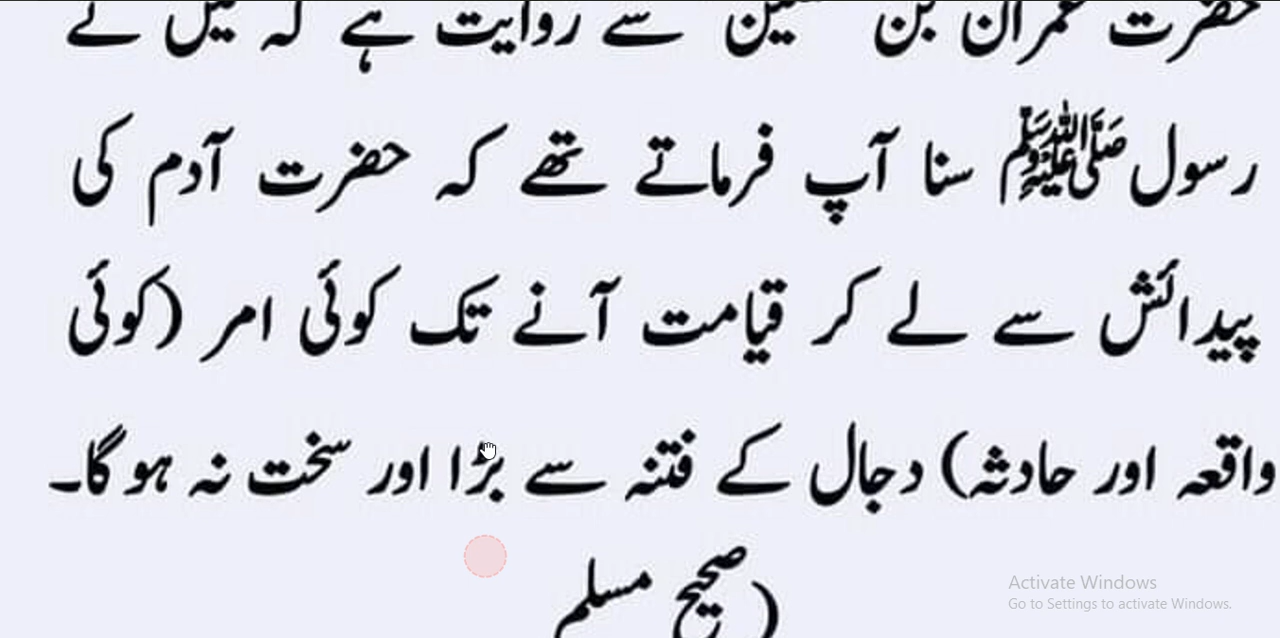 حضرت عمران بن حصین سے روایت ہے کہ میں نے
رسول ﷺ سنا آپ فرماتے تھے کہ حضرت آدم کی
پیدائش سے لے کر قیامت آنے تک کوئی امر (کوئی
واقعہ اور حادثہ) دجال کے فتنہ سے بڑا اور سخت نہ ہو گا۔
(صحیح مسلم
Activate Windows
Go to Settings to activate Windows.